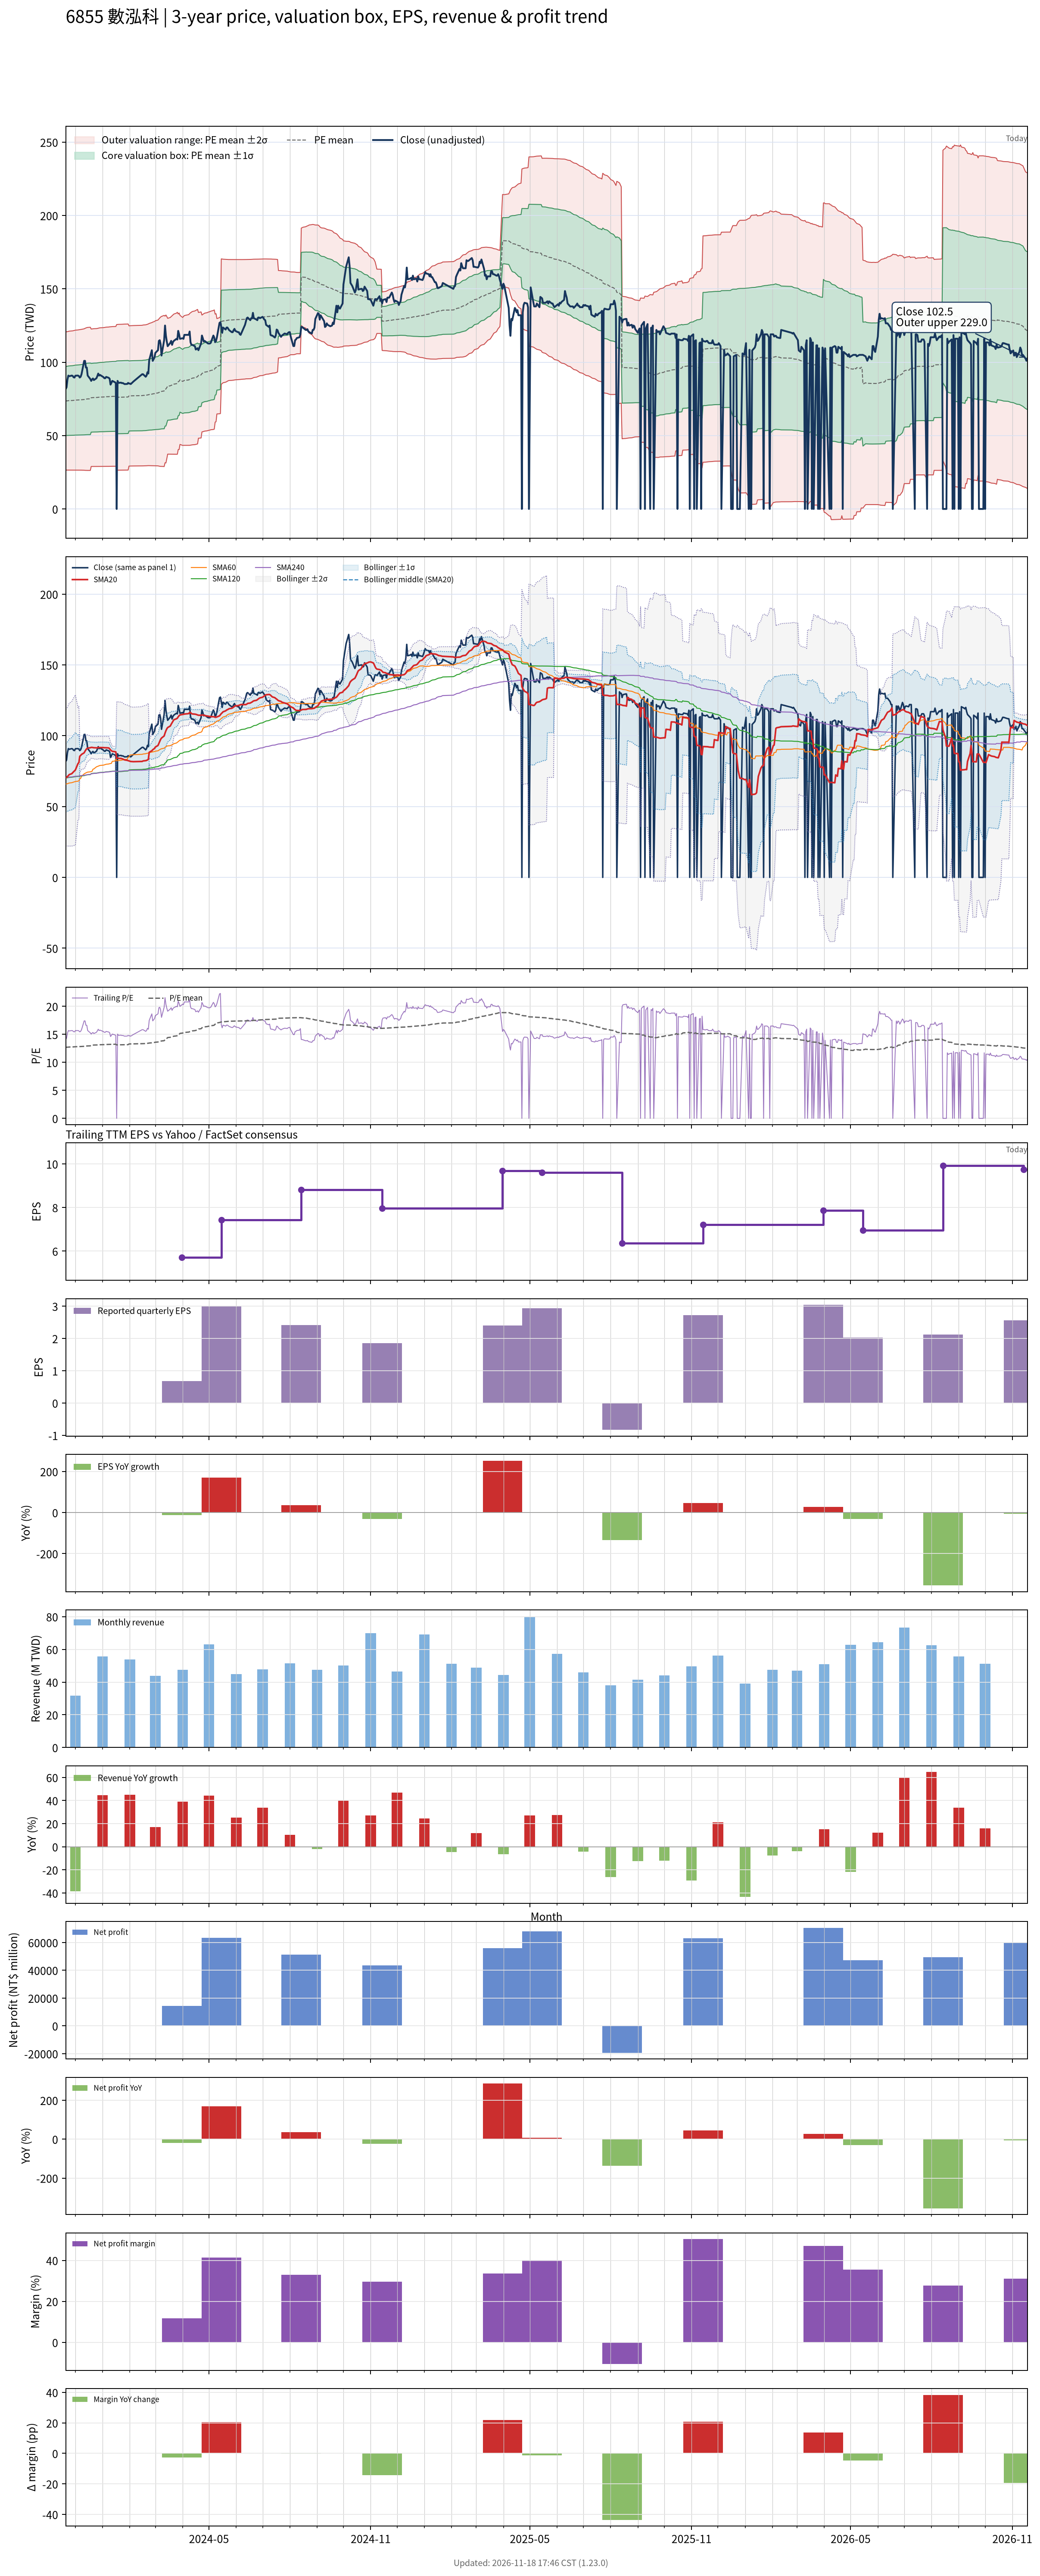 6855 數泓科 | 3-year price, valuation box, EPS, revenue & profit trend
Outer valuation range: PE mean ±2σ
PE mean
Close (unadjusted)
Core valuation box: PE mean ±1σ
Today
Close 102.5
Outer upper 229.0
Price (TWD)
250
200
150
100
50
0
Close (same as panel 1)
SMA20
SMA60
SMA120
SMA240
Bollinger ±2σ
Bollinger ±1σ
Bollinger middle (SMA20)
Price
200
150
100
50
0
-50
Trailing P/E
P/E mean
P/E
20
15
10
5
0
Trailing TTM EPS vs Yahoo / FactSet consensus
Today
EPS
10
8
6
Reported quarterly EPS
EPS
3
2
1
0
-1
EPS YoY growth
YoY (%)
200
0
-200
Monthly revenue
Revenue (M TWD)
80
60
40
20
0
Revenue YoY growth
YoY (%)
60
40
20
0
-20
-40
Month
Net profit
Net profit (NT$ million)
60000
40000
20000
0
-20000
Net profit YoY
YoY (%)
200
0
-200
Net profit margin
Margin (%)
40
20
0
Margin YoY change
Δ margin (pp)
40
20
0
-20
-40
2024-05
2024-11
2025-05
2025-11
2026-05
2026-11
Updated: 2026-11-18 17:46 CST (1.23.0)